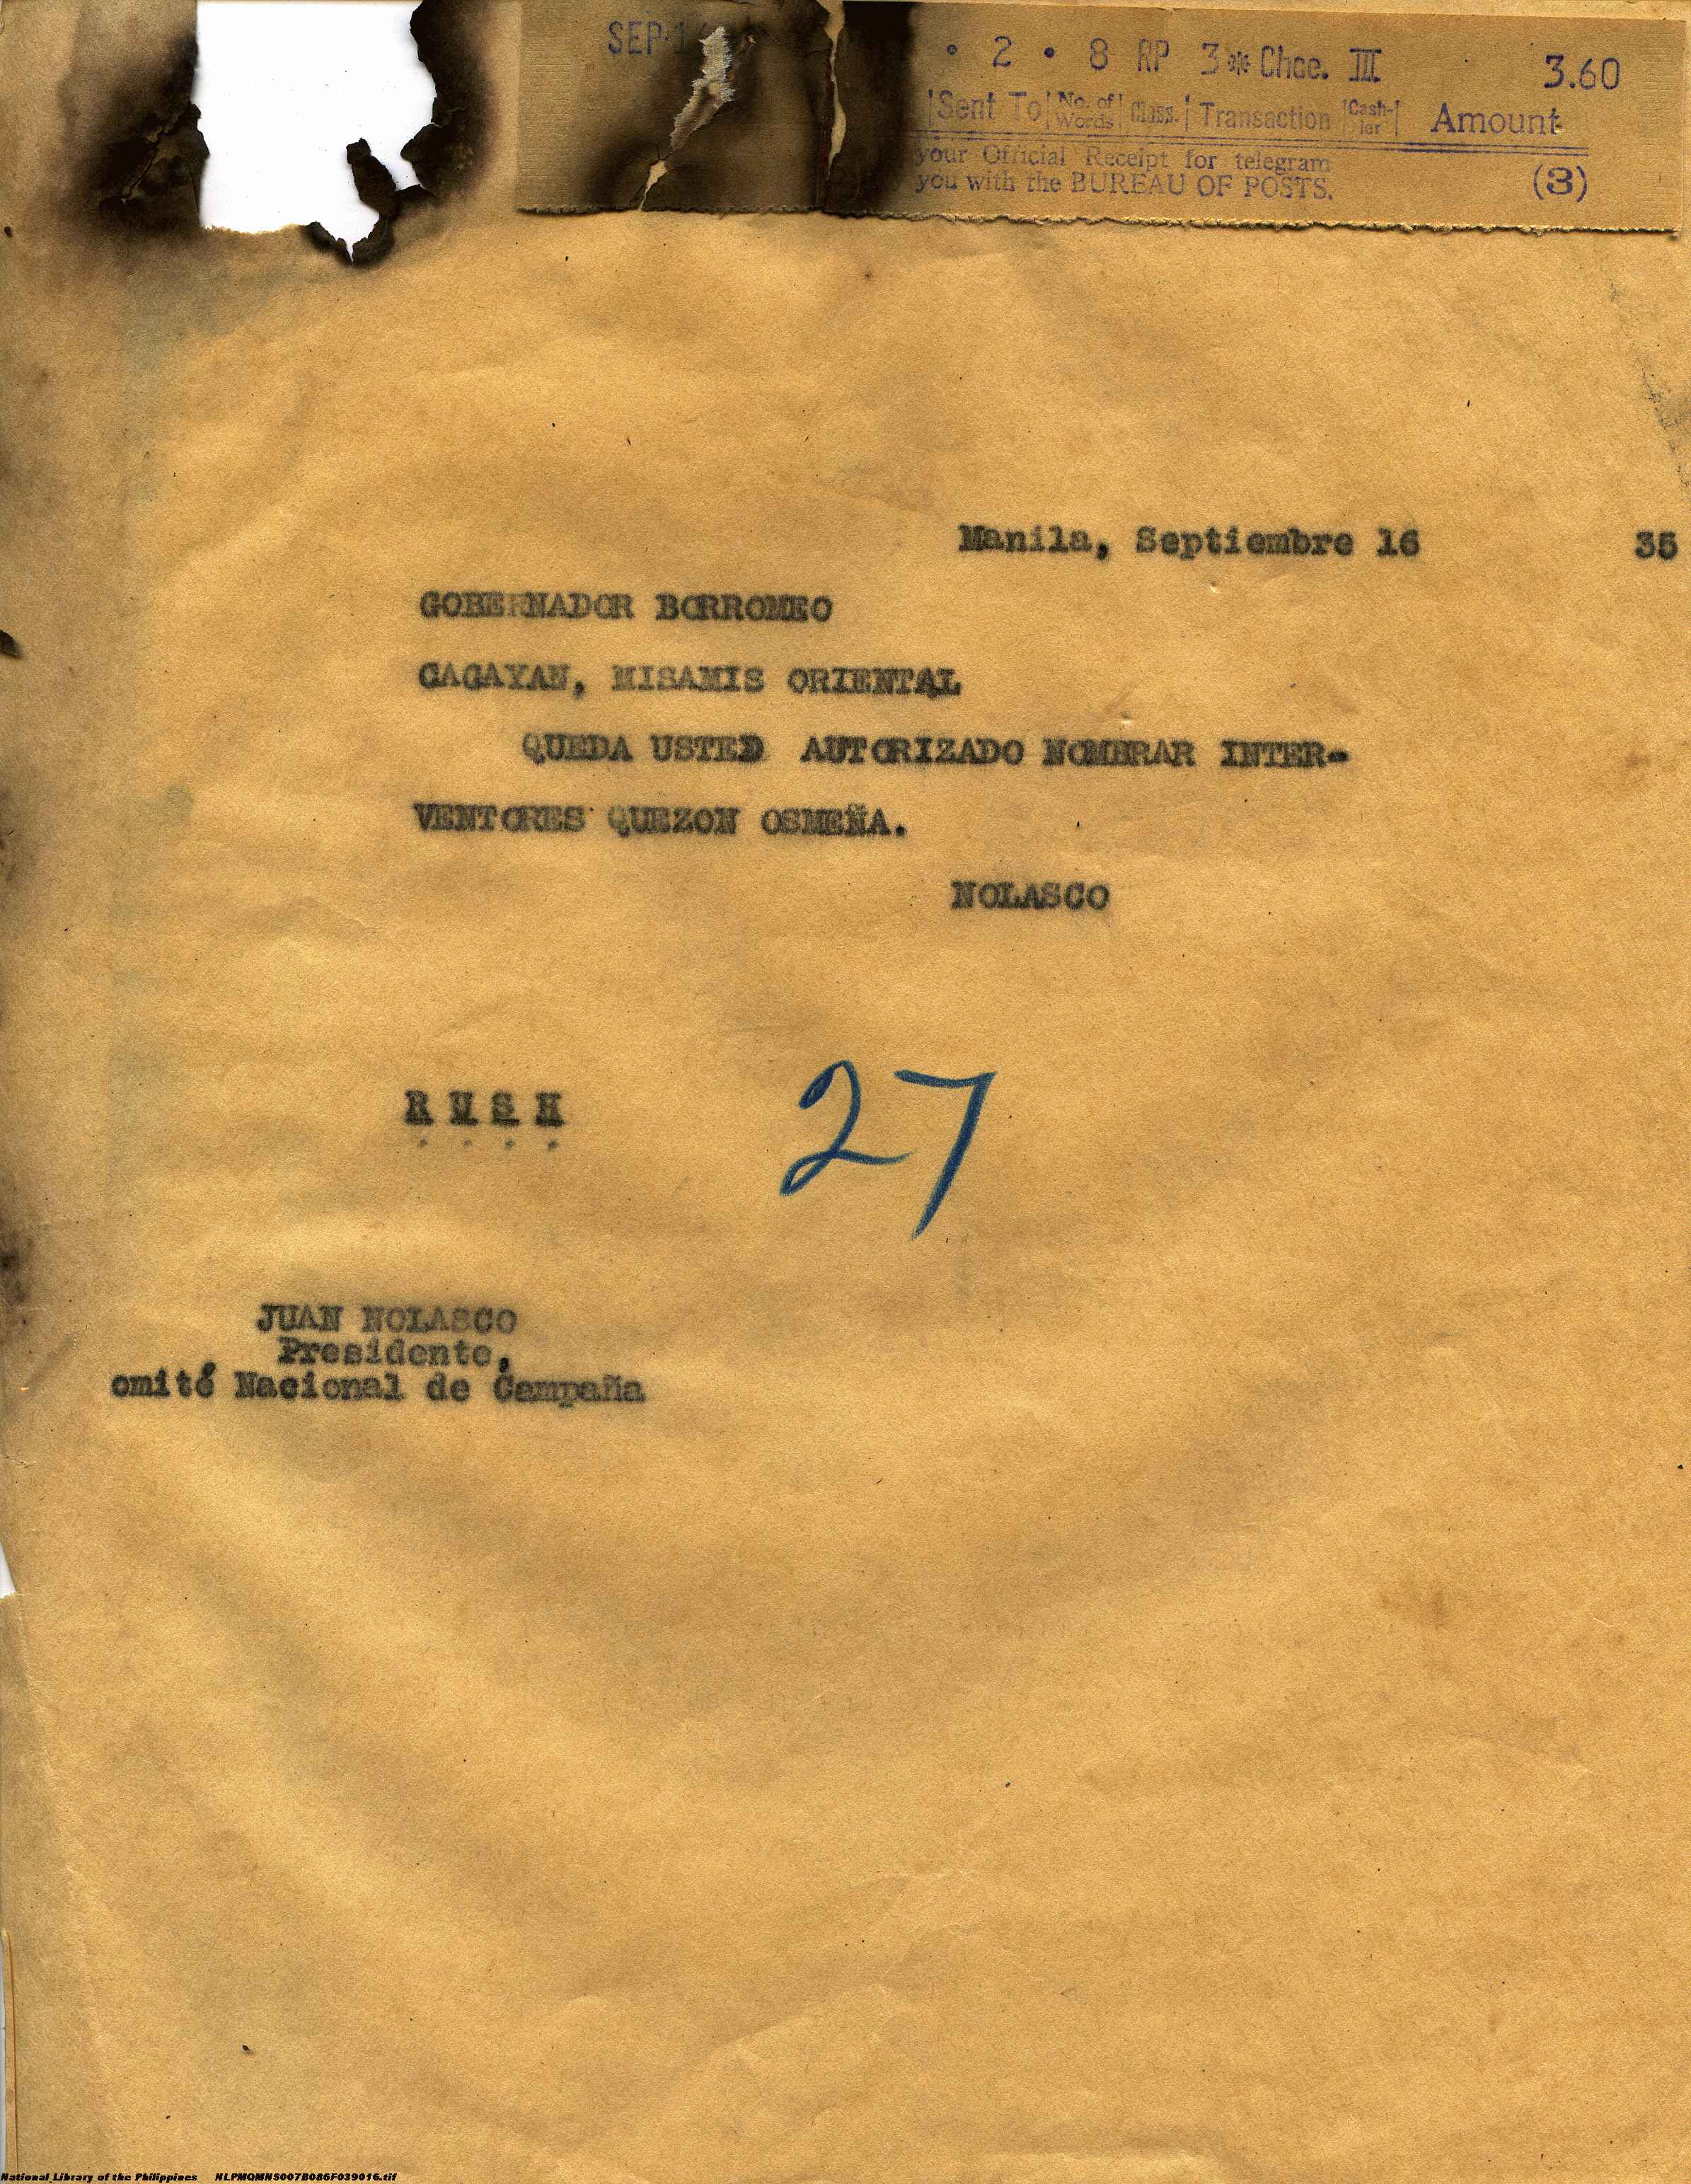 SEP 1 • 2 • 8 RP 3* Chce. III 3.60
Sent To No. of Words Class. Transaction Cash-ier Amount
your Official Receipt for telegram
you with the BUREAU OF POSTS. (3)
Manila, Septiembre 16 35
GOBERNADOR BORROMEO
CAGAYAN, MISAMIS ORIENTAL
QUEDA USTED AUTORIZADO NOMBRAR INTER-
VENTORES QUEZON OSMEÑA.
NOLASCO
R U S H
27
JUAN NOLASCO
Presidente,
omité Nacional de Campaña
National Library of the Philippines NLPMQMNS007B086F039016.tif